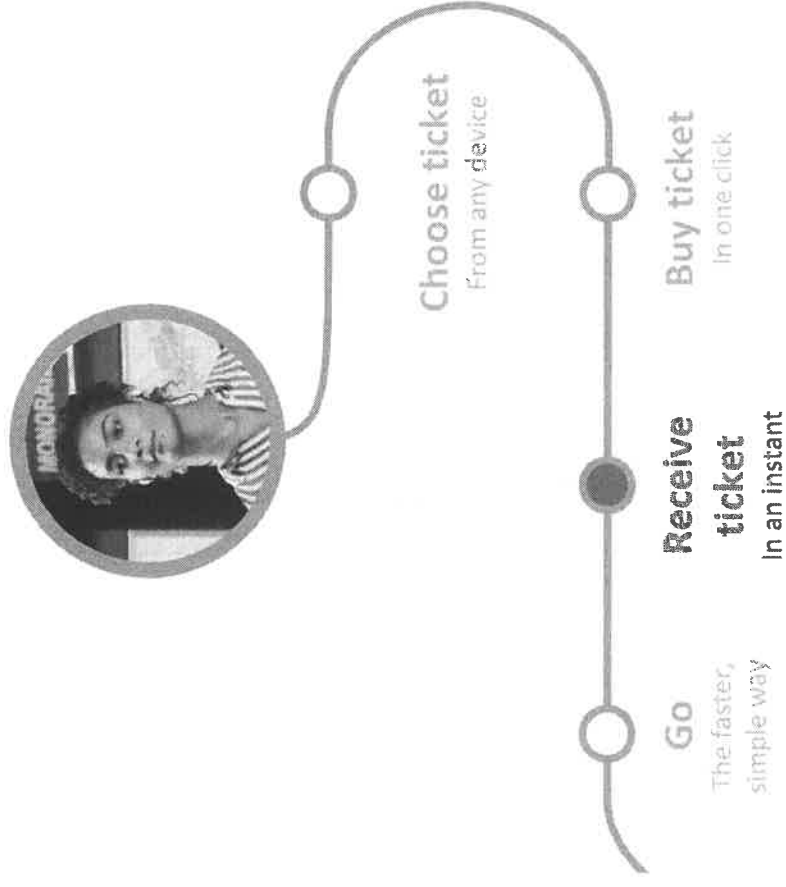 MONORAI
Choose ticket
From any device
Buy ticket
In one click
Receive
ticket
In an instant
Go
The faster,
simple way